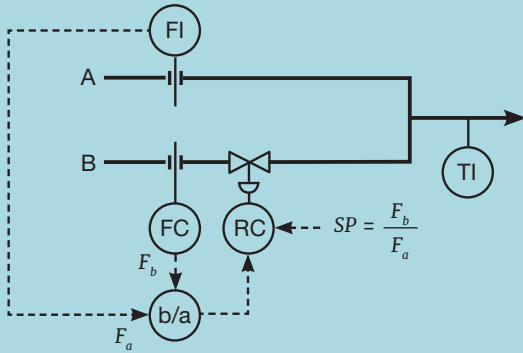 FI
A
B
TI
FC
RC
SP = F_b / F_a
F_b
b/a
F_a